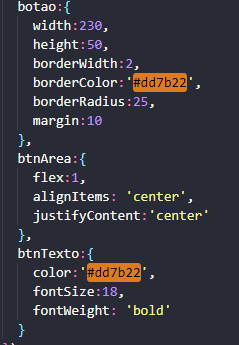 botao:{
width:230,
height:50,
borderWidth:2,
borderColor:'#dd7b22',
borderRadius:25,
margin:10
},
btnArea:{
flex:1,
alignItems: 'center',
justifyContent:'center'
},
btnTexto:{
color:'#dd7b22',
fontSize:18,
fontWeight: 'bold'
}